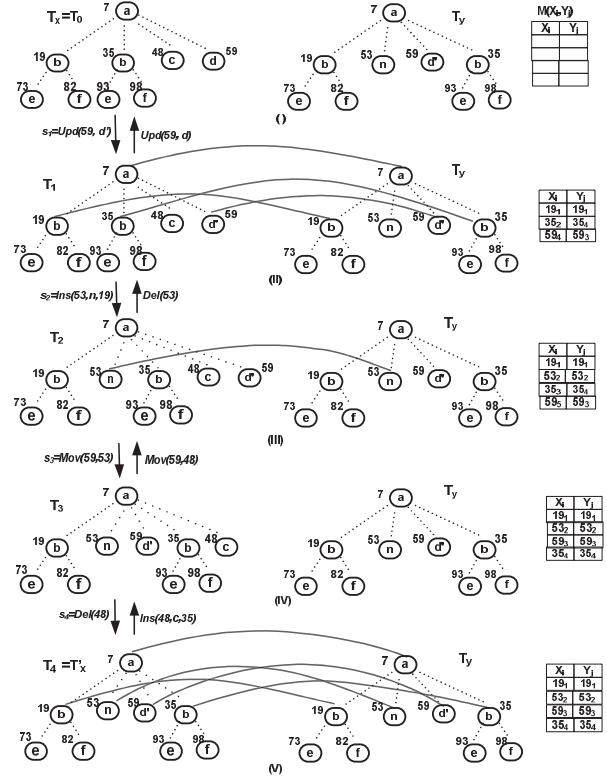 Tx=T0 7 a Ty 7 a M(Xi,Yj)
Xi Yj
19 b 35 b 48 c 59 d 19 b 53 n 59 d" 35 b
73 e 82 f 93 e 98 f 73 e 82 f 93 e 98 f
( )
s1=Upd(59, d') Upd(59, d)
T1 7 a Ty 7 a
Xi Yj
191 191
352 354
594 593
19 b 35 b 48 c 59 d" 19 b 53 n 59 d" 35 b
73 e 82 f 93 e 98 f 73 e 82 f 93 e 98 f
(II)
s2=Ins(53,n,19) Del(53)
T2 7 a Ty 7 a
Xi Yj
191 191
532 532
353 354
595 593
19 b 53 n 35 b 48 c 59 d" 19 b 53 n 59 d" 35 b
73 e 82 f 93 e 98 f 73 e 82 f 93 e 98 f
(III)
s3=Mov(59,53) Mov(59,48)
T3 7 a Ty 7 a
Xi Yj
191 191
532 532
593 593
354 354
19 b 53 n 59 d' 35 b 48 c 19 b 53 n 59 d" 35 b
73 e 82 f 93 e 98 f 73 e 82 f 93 e 98 f
(IV)
s4=Del(48) Ins(48,c,35)
T4 =T'x 7 a Ty 7 a
Xi Yj
191 191
532 532
593 593
354 354
19 b 53 n 59 d' 35 b 19 b 53 n 59 d' 35 b
73 e 82 f 93 e 98 f 73 e 82 f 93 e 98 f
(V)